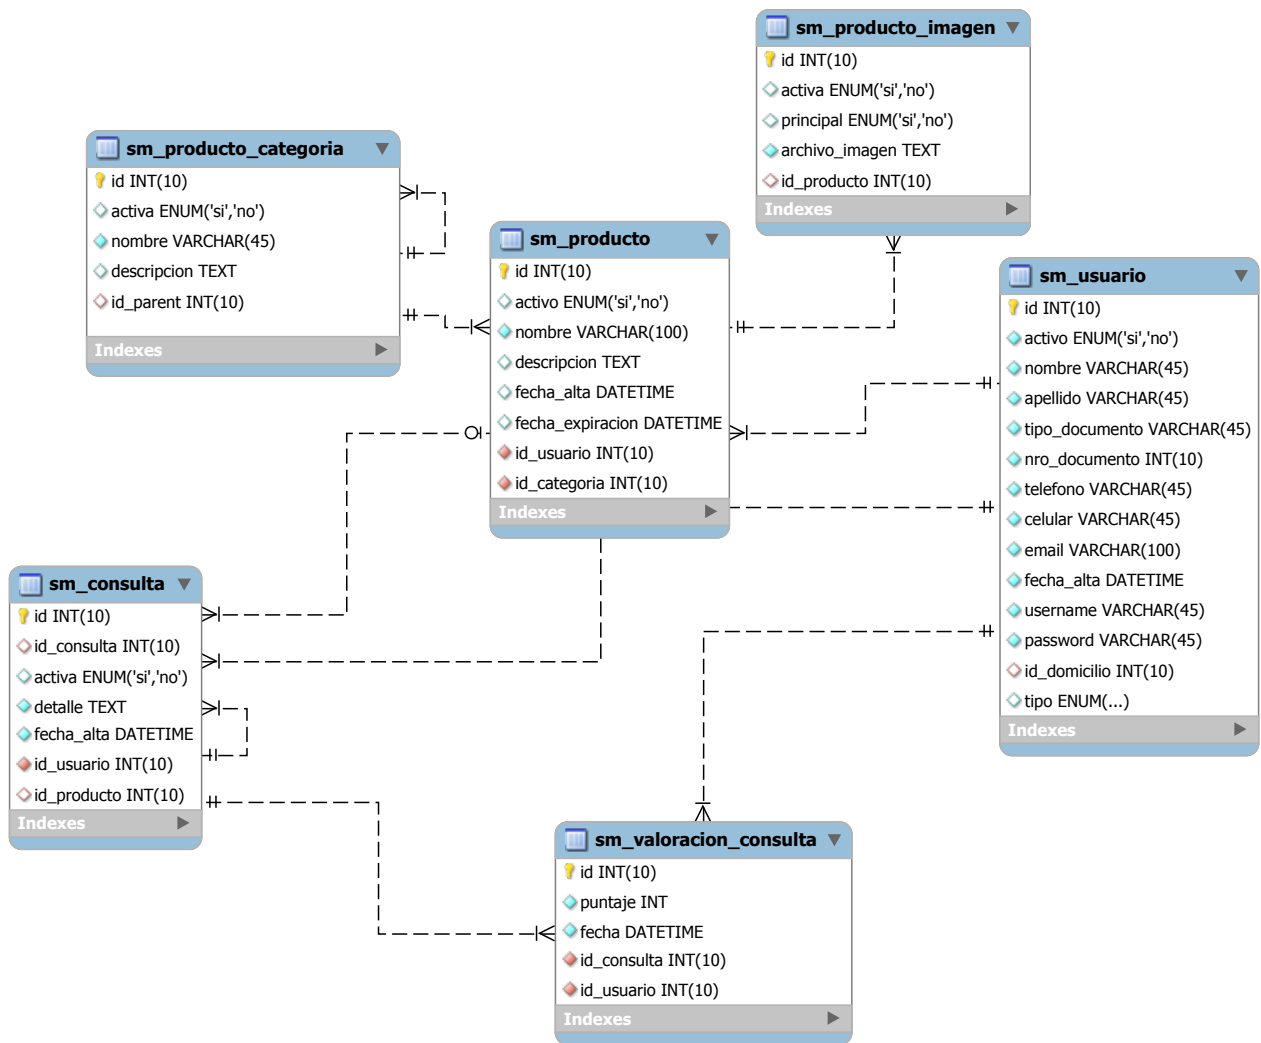 sm_producto_imagen
id INT(10)
activa ENUM('si','no')
principal ENUM('si','no')
archivo_imagen TEXT
id_producto INT(10)
Indexes
sm_producto_categoria
id INT(10)
activa ENUM('si','no')
nombre VARCHAR(45)
descripcion TEXT
id_parent INT(10)
Indexes
sm_producto
id INT(10)
activo ENUM('si','no')
nombre VARCHAR(100)
descripcion TEXT
fecha_alta DATETIME
fecha_expiracion DATETIME
id_usuario INT(10)
id_categoria INT(10)
Indexes
sm_usuario
id INT(10)
activo ENUM('si','no')
nombre VARCHAR(45)
apellido VARCHAR(45)
tipo_documento VARCHAR(45)
nro_documento INT(10)
telefono VARCHAR(45)
celular VARCHAR(45)
email VARCHAR(100)
fecha_alta DATETIME
username VARCHAR(45)
password VARCHAR(45)
id_domicilio INT(10)
tipo ENUM(...)
Indexes
sm_consulta
id INT(10)
id_consulta INT(10)
activa ENUM('si','no')
detalle TEXT
fecha_alta DATETIME
id_usuario INT(10)
id_producto INT(10)
Indexes
sm_valoracion_consulta
id INT(10)
puntaje INT
fecha DATETIME
id_consulta INT(10)
id_usuario INT(10)
Indexes